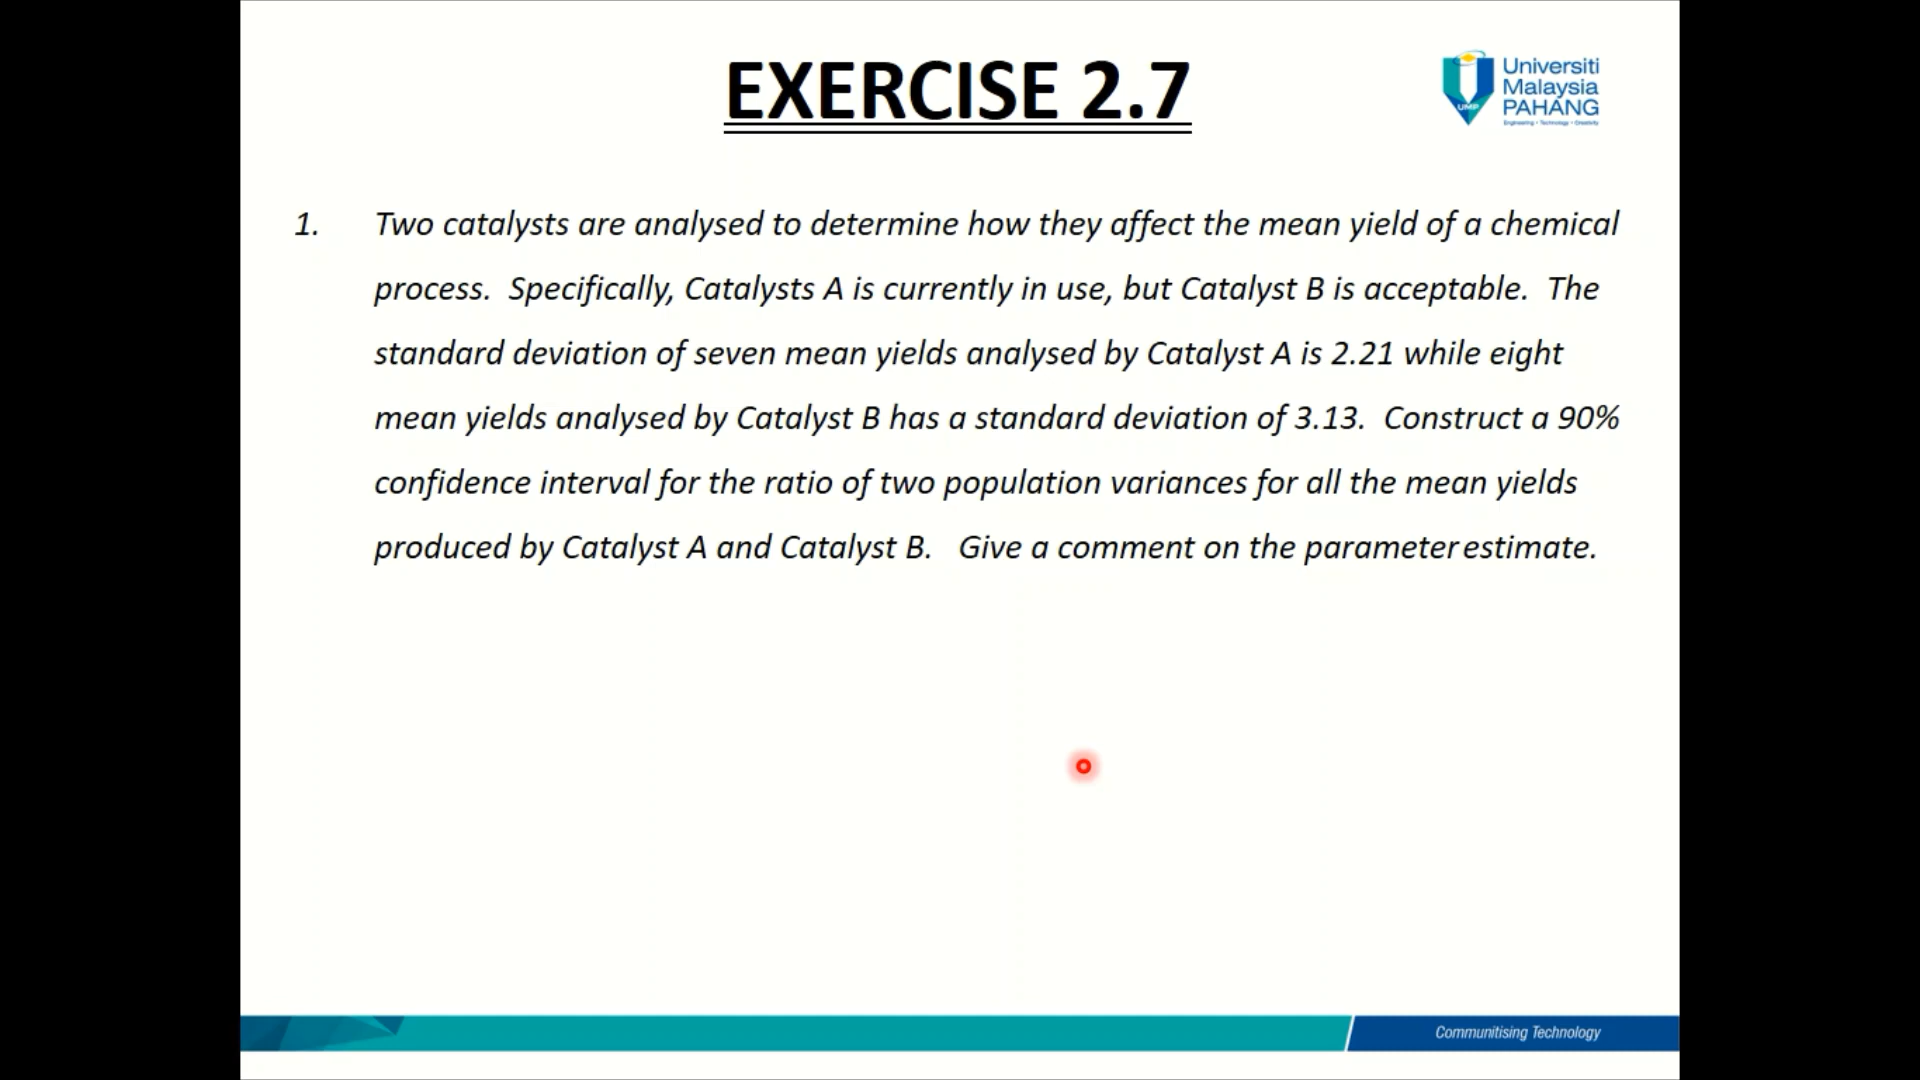 EXERCISE 2.7
Universiti
Malaysia
PAHANG
Engineering • Technology • Creativity
UMP
1. Two catalysts are analysed to determine how they affect the mean yield of a chemical
process. Specifically, Catalysts A is currently in use, but Catalyst B is acceptable. The
standard deviation of seven mean yields analysed by Catalyst A is 2.21 while eight
mean yields analysed by Catalyst B has a standard deviation of 3.13. Construct a 90%
confidence interval for the ratio of two population variances for all the mean yields
produced by Catalyst A and Catalyst B. Give a comment on the parameter estimate.
Communitising Technology